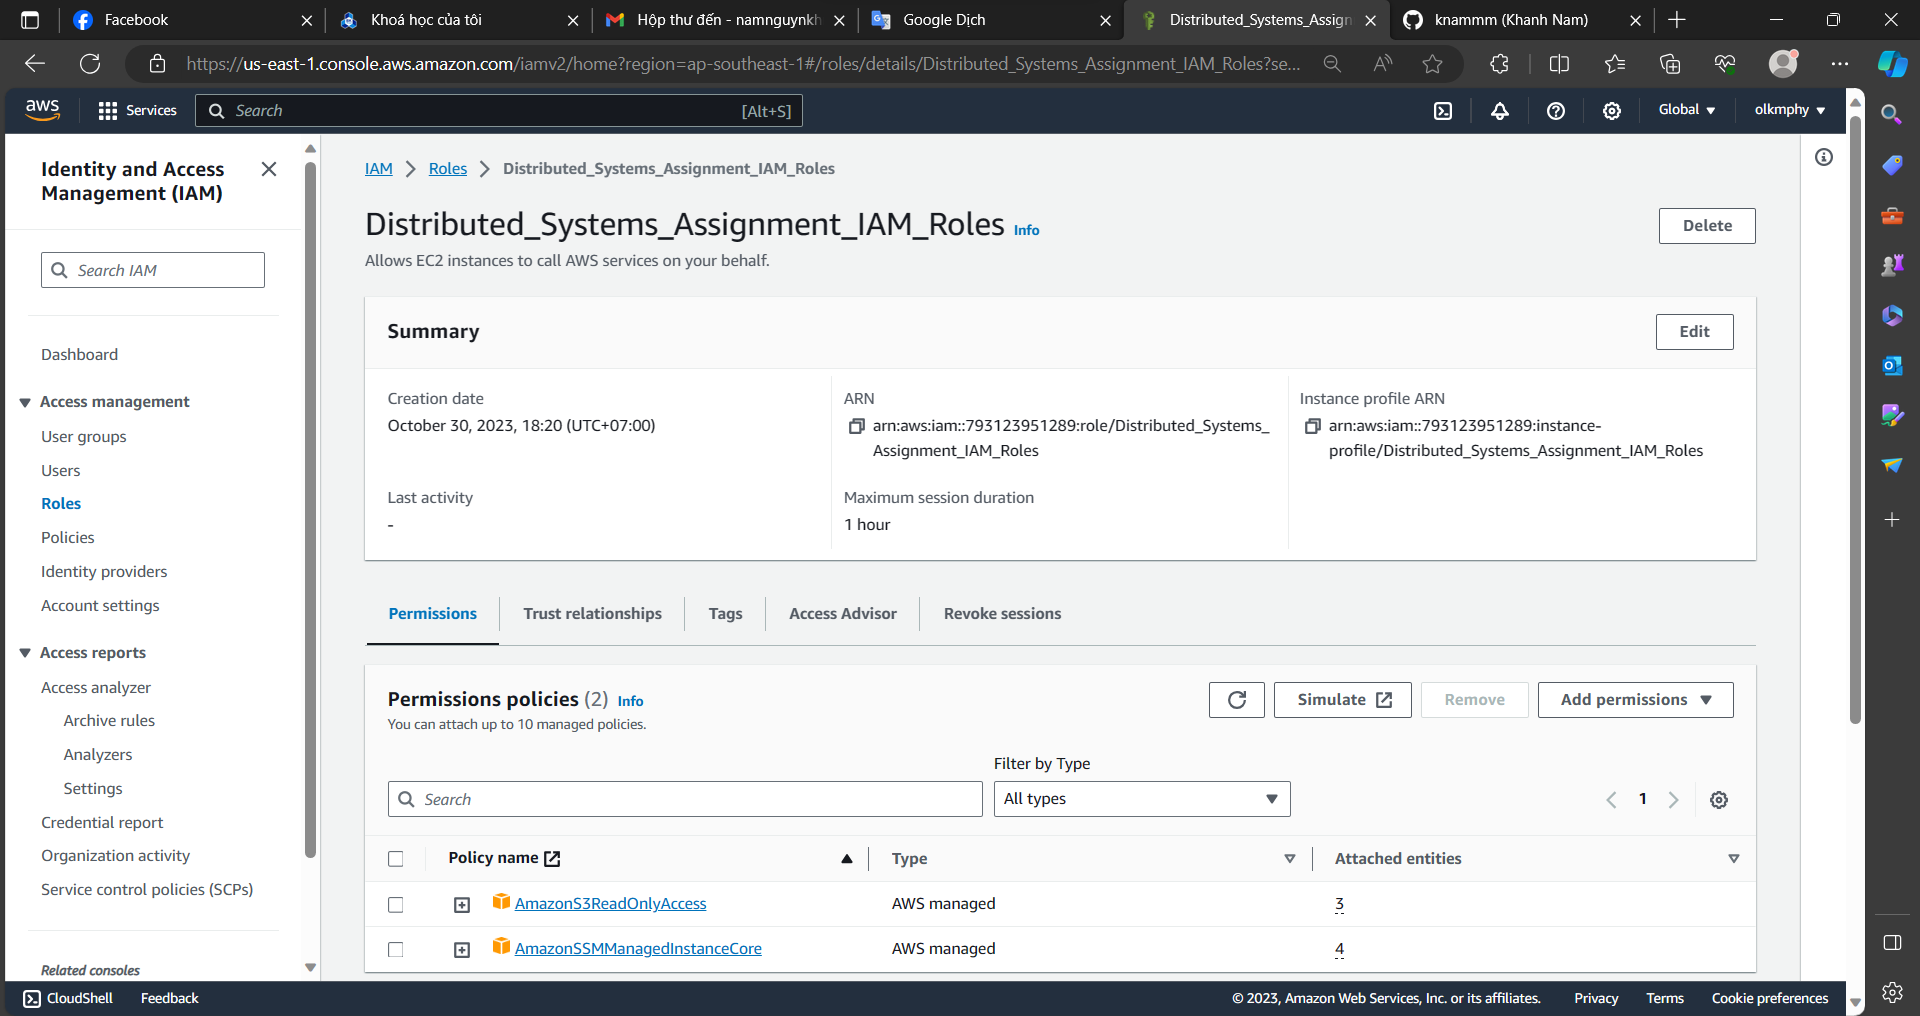 Facebook
Khoá học của tôi
Hộp thư đến - namnguynkh
Google Dịch
Distributed_Systems_Assign
knammm (Khanh Nam)
https://us-east-1.console.aws.amazon.com/iamv2/home?region=ap-southeast-1#/roles/details/Distributed_Systems_Assignment_IAM_Roles?se...
aws
Services
Search
[Alt+S]
Global
olkmphy
Identity and Access
Management (IAM)
Search IAM
Dashboard
Access management
User groups
Users
Roles
Policies
Identity providers
Account settings
Access reports
Access analyzer
Archive rules
Analyzers
Settings
Credential report
Organization activity
Service control policies (SCPs)
Related consoles
IAM
Roles
Distributed_Systems_Assignment_IAM_Roles
Distributed_Systems_Assignment_IAM_Roles Info
Delete
Allows EC2 instances to call AWS services on your behalf.
Summary
Edit
Creation date
October 30, 2023, 18:20 (UTC+07:00)
Last activity
-
ARN
arn:aws:iam::793123951289:role/Distributed_Systems_
Assignment_IAM_Roles
Maximum session duration
1 hour
Instance profile ARN
arn:aws:iam::793123951289:instance-
profile/Distributed_Systems_Assignment_IAM_Roles
Permissions
Trust relationships
Tags
Access Advisor
Revoke sessions
Permissions policies (2) Info
You can attach up to 10 managed policies.
Simulate
Remove
Add permissions
Filter by Type
Search
All types
1
Policy name
Type
Attached entities
AmazonS3ReadOnlyAccess
AWS managed
3
AmazonSSMManagedInstanceCore
AWS managed
4
CloudShell
Feedback
© 2023, Amazon Web Services, Inc. or its affiliates.
Privacy
Terms
Cookie preferences